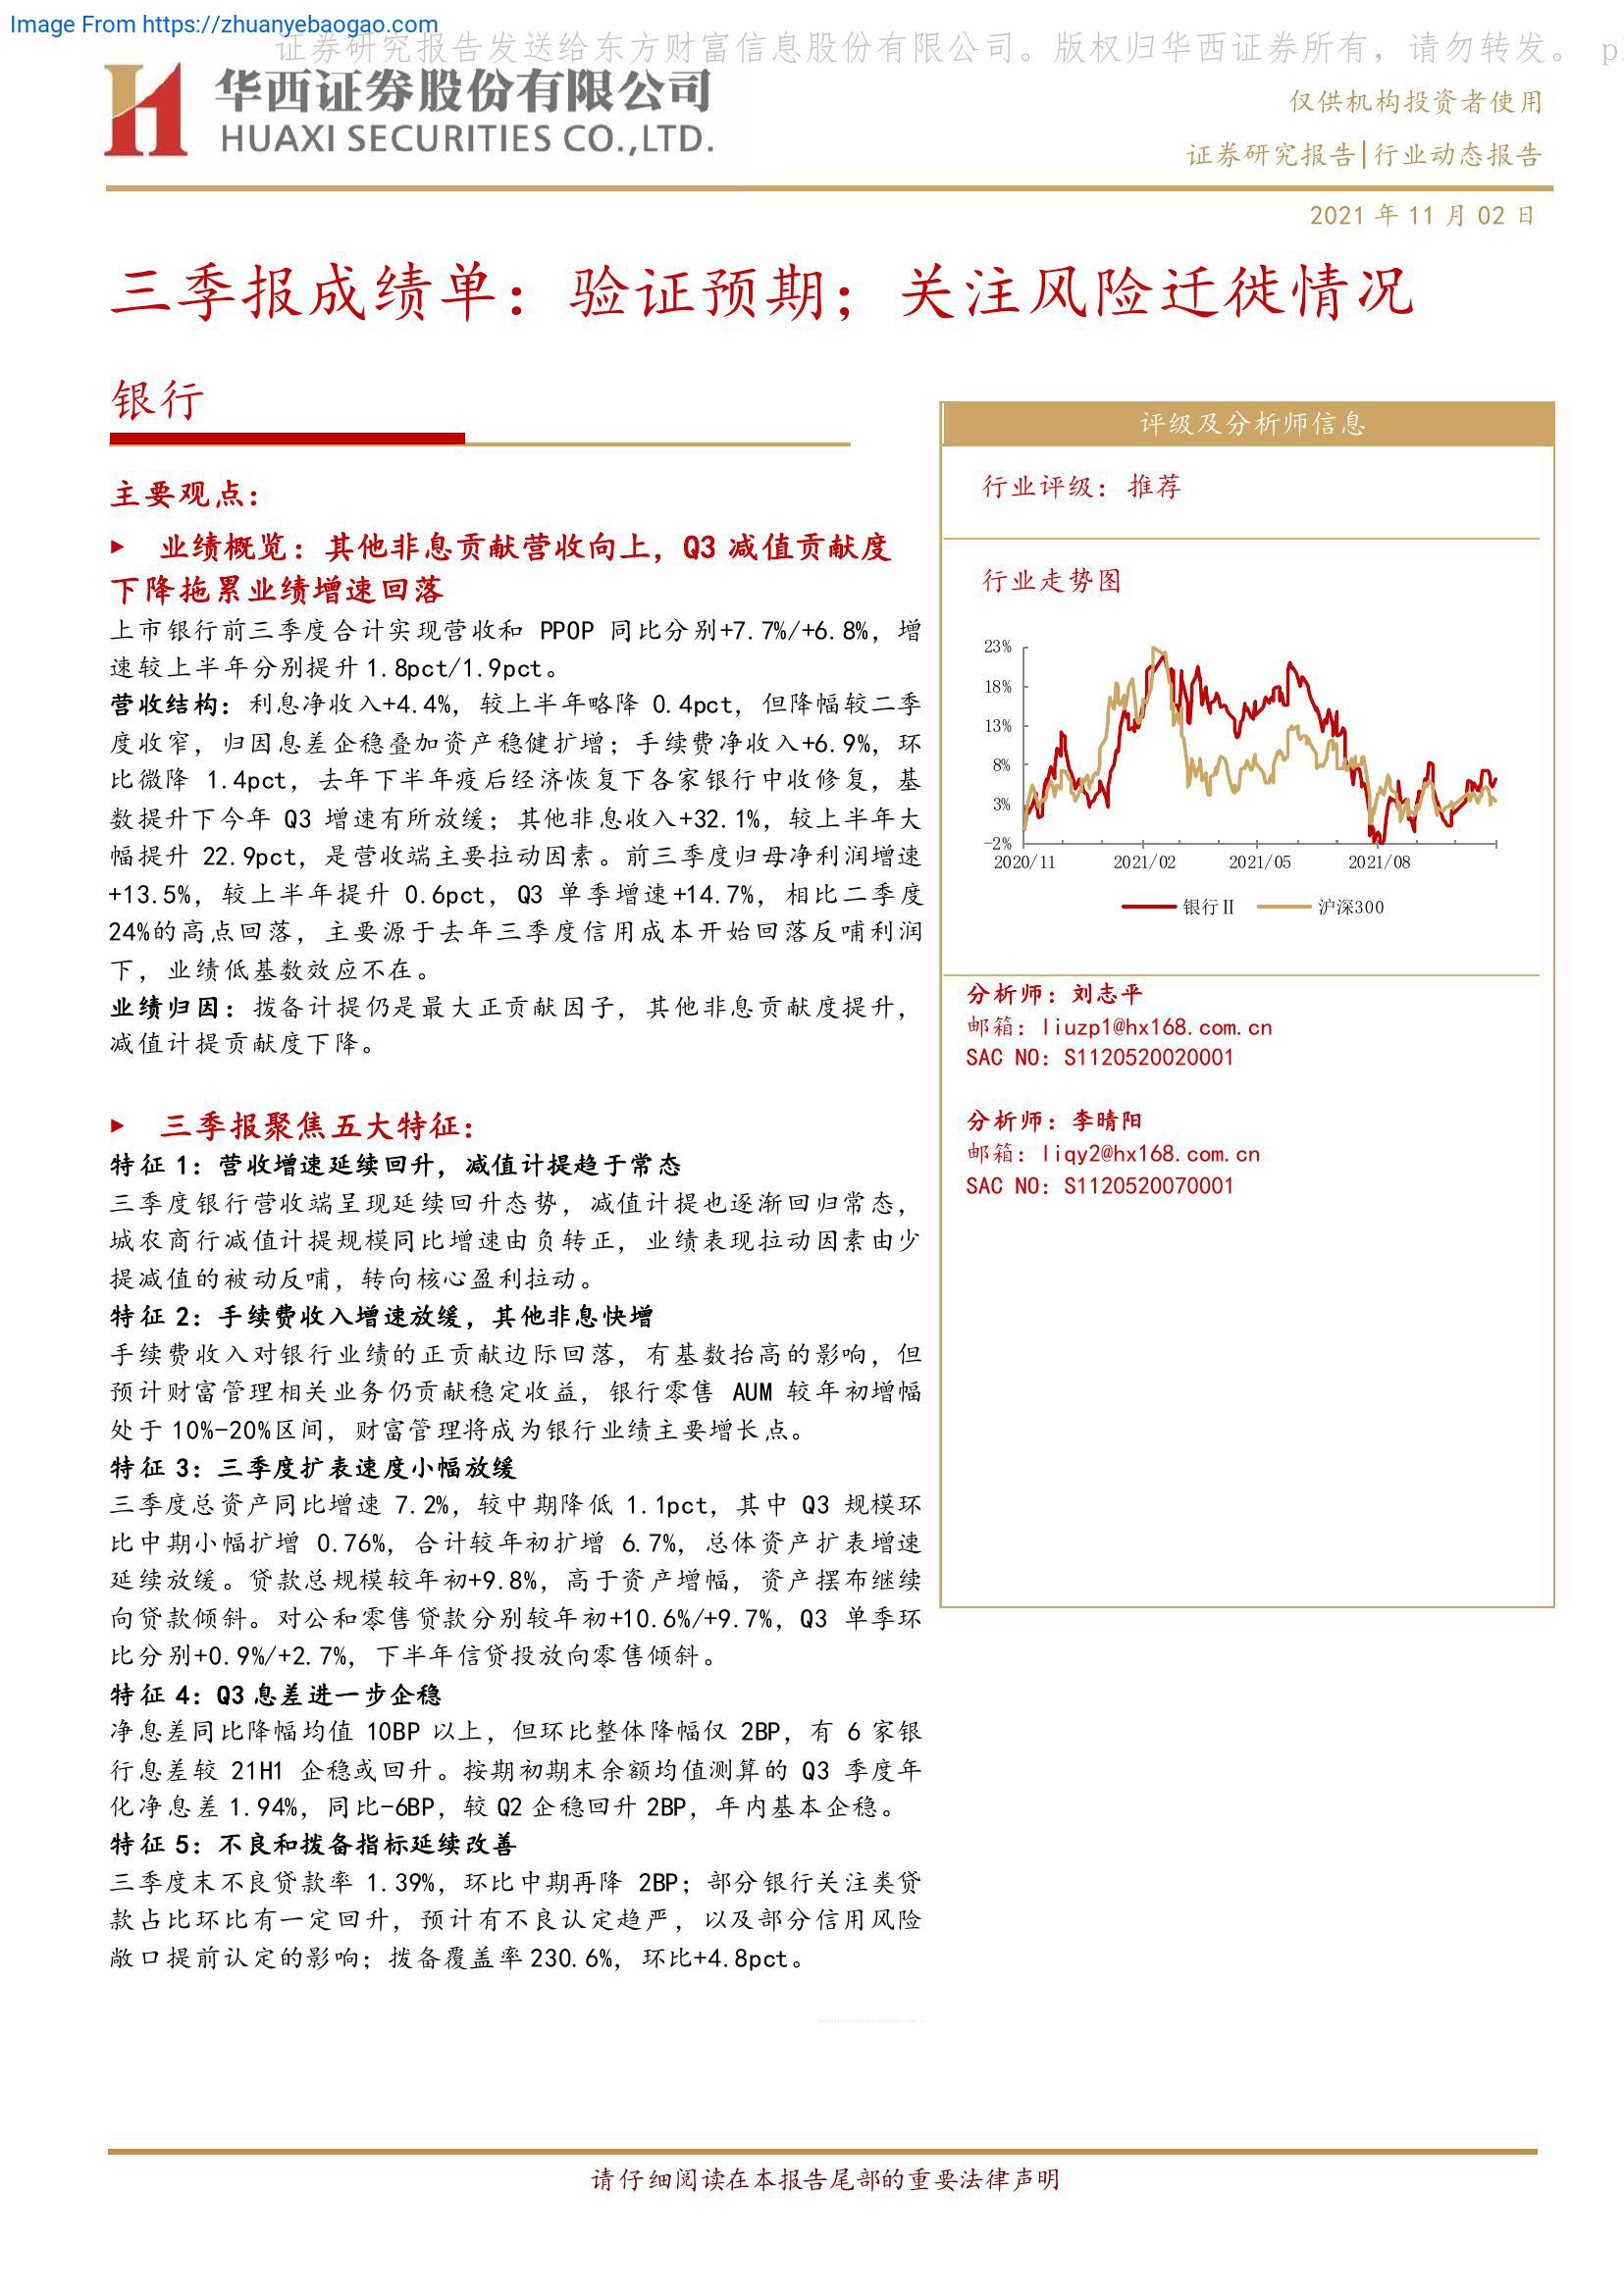 Image From https://zhuanyebaogao.com
证券研究报告发送给东方财富信息股份有限公司。版权归华西证券所有，请勿转发。 p
华西证券股份有限公司
HUAXI SECURITIES CO.,LTD.
仅供机构投资者使用
证券研究报告|行业动态报告
2021 年 11 月 02 日
三季报成绩单：验证预期；关注风险迁徙情况
银行
主要观点：
► 业绩概览：其他非息贡献营收向上，Q3 减值贡献度
下降拖累业绩增速回落
上市银行前三季度合计实现营收和 PPOP 同比分别+7.7%/+6.8%，增
速较上半年分别提升 1.8pct/1.9pct。
营收结构：利息净收入+4.4%，较上半年略降 0.4pct，但降幅较二季
度收窄，归因息差企稳叠加资产稳健扩增；手续费净收入+6.9%，环
比微降 1.4pct，去年下半年疫后经济恢复下各家银行中收修复，基
数提升下今年 Q3 增速有所放缓；其他非息收入+32.1%，较上半年大
幅提升 22.9pct，是营收端主要拉动因素。前三季度归母净利润增速
+13.5%，较上半年提升 0.6pct，Q3 单季增速+14.7%，相比二季度
24%的高点回落，主要源于去年三季度信用成本开始回落反哺利润
下，业绩低基数效应不在。
业绩归因：拨备计提仍是最大正贡献因子，其他非息贡献度提升，
减值计提贡献度下降。
► 三季报聚焦五大特征：
特征 1：营收增速延续回升，减值计提趋于常态
三季度银行营收端呈现延续回升态势，减值计提也逐渐回归常态，
城农商行减值计提规模同比增速由负转正，业绩表现拉动因素由少
提减值的被动反哺，转向核心盈利拉动。
特征 2：手续费收入增速放缓，其他非息快增
手续费收入对银行业绩的正贡献边际回落，有基数抬高的影响，但
预计财富管理相关业务仍贡献稳定收益，银行零售 AUM 较年初增幅
处于 10%-20%区间，财富管理将成为银行业绩主要增长点。
特征 3：三季度扩表速度小幅放缓
三季度总资产同比增速 7.2%，较中期降低 1.1pct，其中 Q3 规模环
比中期小幅扩增 0.76%，合计较年初扩增 6.7%，总体资产扩表增速
延续放缓。贷款总规模较年初+9.8%，高于资产增幅，资产摆布继续
向贷款倾斜。对公和零售贷款分别较年初+10.6%/+9.7%，Q3 单季环
比分别+0.9%/+2.7%，下半年信贷投放向零售倾斜。
特征 4：Q3 息差进一步企稳
净息差同比降幅均值 10BP 以上，但环比整体降幅仅 2BP，有 6 家银
行息差较 21H1 企稳或回升。按期初期末余额均值测算的 Q3 季度年
化净息差 1.94%，同比-6BP，较 Q2 企稳回升 2BP，年内基本企稳。
特征 5：不良和拨备指标延续改善
三季度末不良贷款率 1.39%，环比中期再降 2BP；部分银行关注类贷
款占比环比有一定回升，预计有不良认定趋严，以及部分信用风险
敞口提前认定的影响；拨备覆盖率 230.6%，环比+4.8pct。
评级及分析师信息
行业评级：推荐
行业走势图
23%
18%
13%
8%
3%
-2%
2020/11 2021/02 2021/05 2021/08
银行Ⅱ 沪深300
分析师：刘志平
邮箱：liuzp1@hx168.com.cn
SAC NO：S1120520020001
分析师：李晴阳
邮箱：liqy2@hx168.com.cn
SAC NO：S1120520070001
请仔细阅读在本报告尾部的重要法律声明